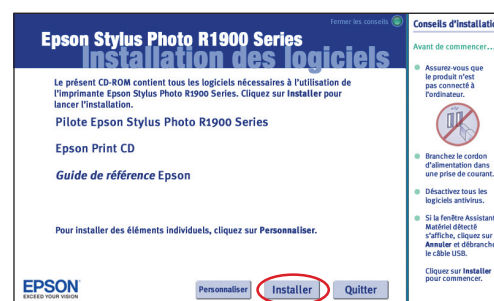 Fermer les conseils
Epson Stylus Photo R1900 Series
Installation des logiciels
Le présent CD-ROM contient tous les logiciels nécessaires à l'utilisation de
l'imprimante Epson Stylus Photo R1900 Series. Cliquez sur Installer pour
lancer l'installation.
Pilote Epson Stylus Photo R1900 Series
Epson Print CD
Guide de référence Epson
Pour installer des éléments individuels, cliquez sur Personnaliser.
EPSON
EXCEED YOUR VISION
Personnaliser
Installer
Quitter
Conseils d'installatio
Avant de commencer...
Assurez-vous que
le produit n'est
pas connecté à
l'ordinateur.
Branchez le cordon
d'alimentation dans
une prise de courant.
Désactivez tous les
logiciels antivirus.
Si la fenêtre Assistant
Matériel détecté
s'affiche, cliquez sur
Annuler et débranche
le câble USB.
Cliquez sur Installer
pour commencer.